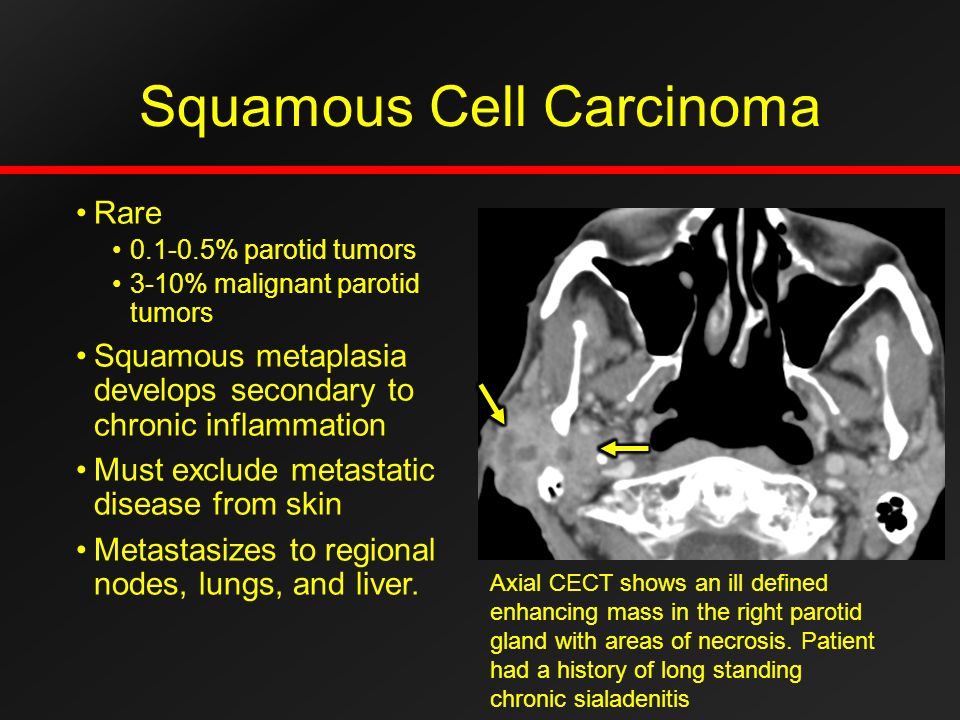 Squamous Cell Carcinoma
• Rare
• 0.1-0.5% parotid tumors
• 3-10% malignant parotid
tumors
• Squamous metaplasia
develops secondary to
chronic inflammation
• Must exclude metastatic
disease from skin
• Metastasizes to regional
nodes, lungs, and liver.
Axial CECT shows an ill defined
enhancing mass in the right parotid
gland with areas of necrosis. Patient
had a history of long standing
chronic sialadenitis